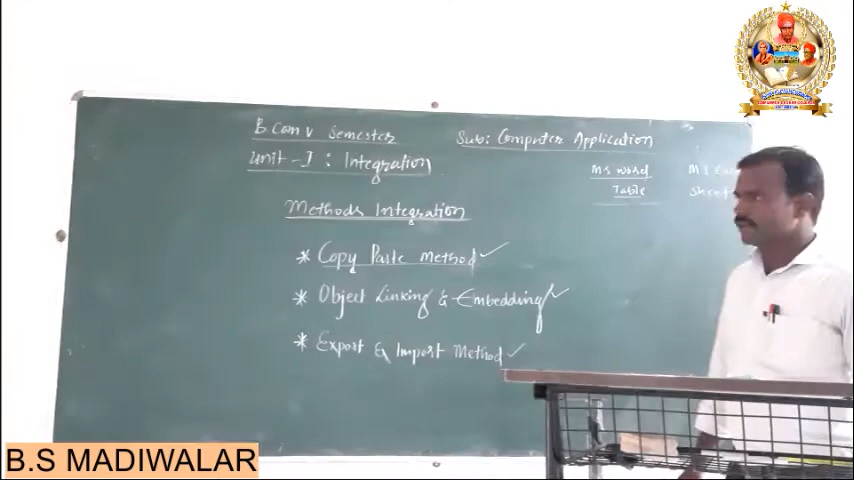 B.Com V Semester
Sub: Computer Application
Unit-I : Integration
MS word
Table
Methods Integration
* Copy Paste Method ✓
* Object Linking & Embedding ✓
* Export & Import Method ✓
B.S MADIWALAR